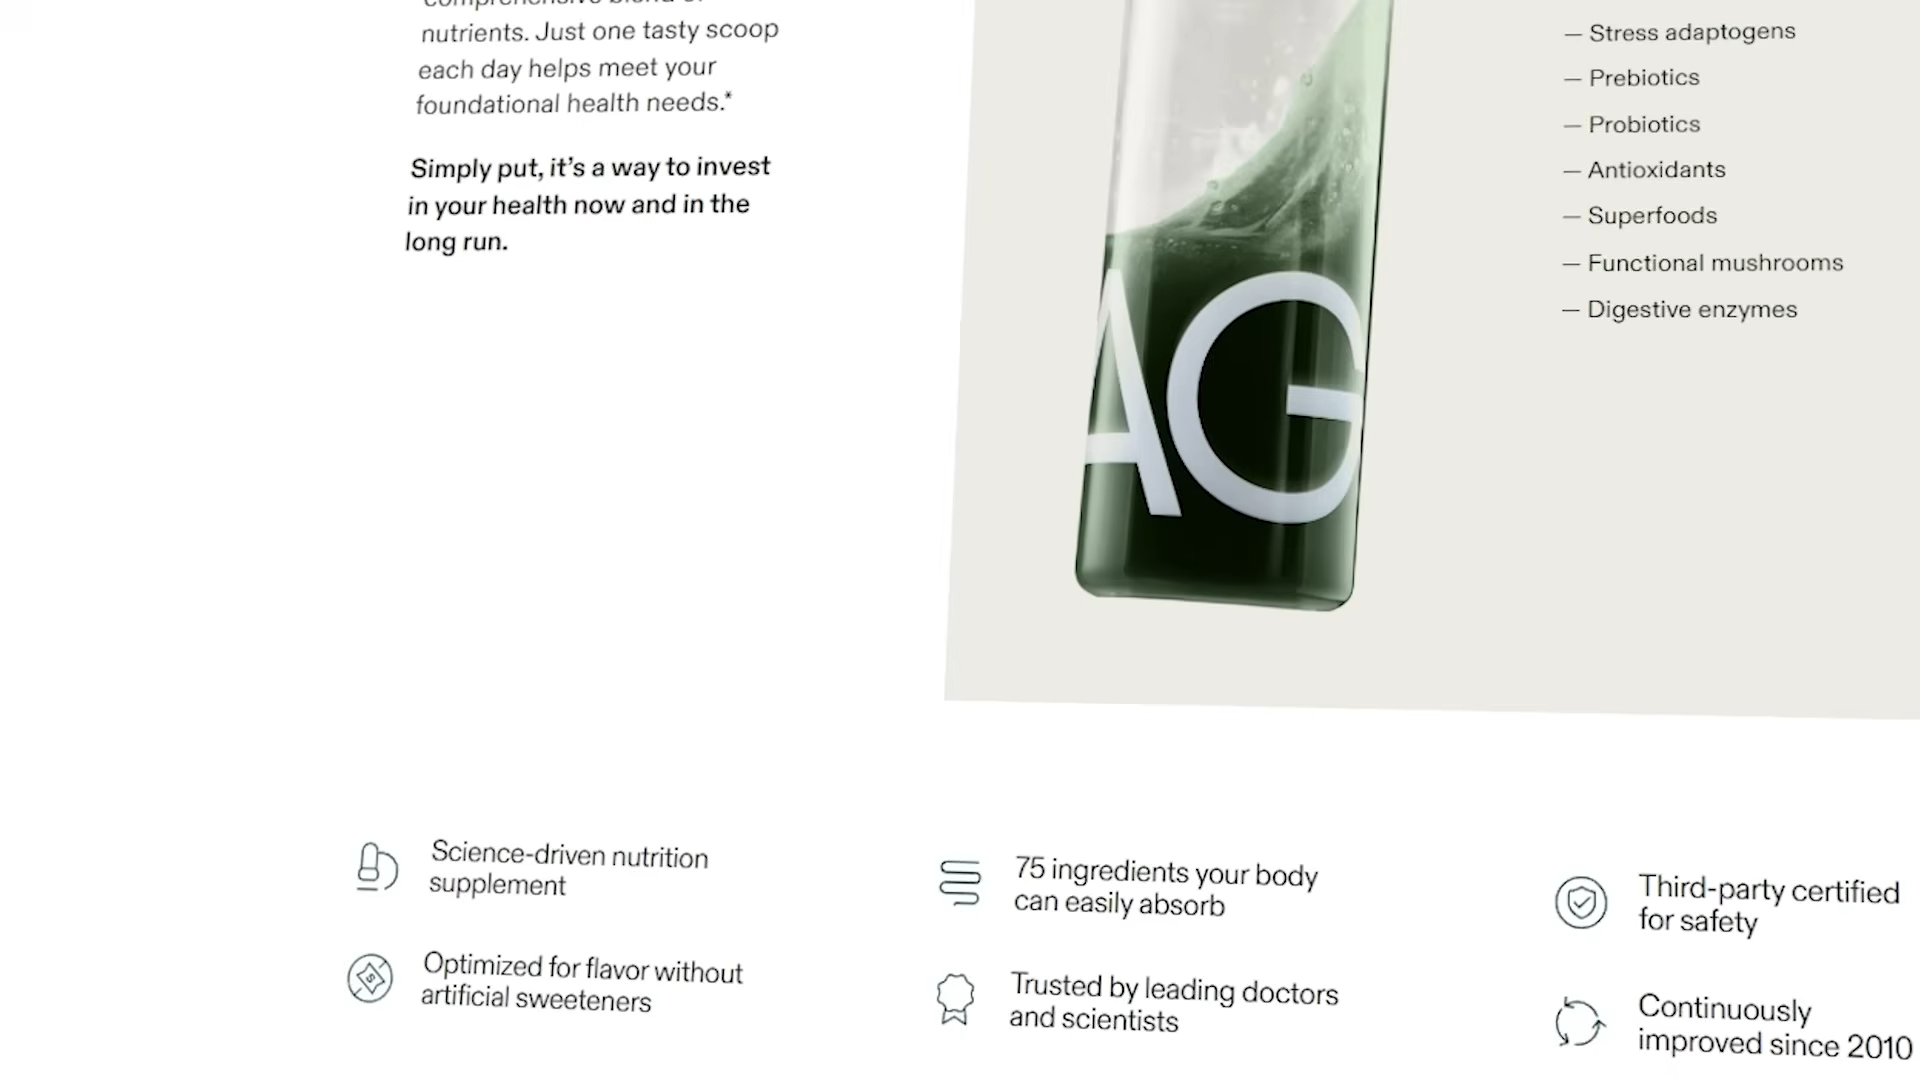 nutrients. Just one tasty scoop
each day helps meet your
foundational health needs.*
Simply put, it's a way to invest
in your health now and in the
long run.
AG
— Stress adaptogens
— Prebiotics
— Probiotics
— Antioxidants
— Superfoods
— Functional mushrooms
— Digestive enzymes
Science-driven nutrition
supplement
75 ingredients your body
can easily absorb
Third-party certified
for safety
Optimized for flavor without
artificial sweeteners
Trusted by leading doctors
and scientists
Continuously
improved since 2010